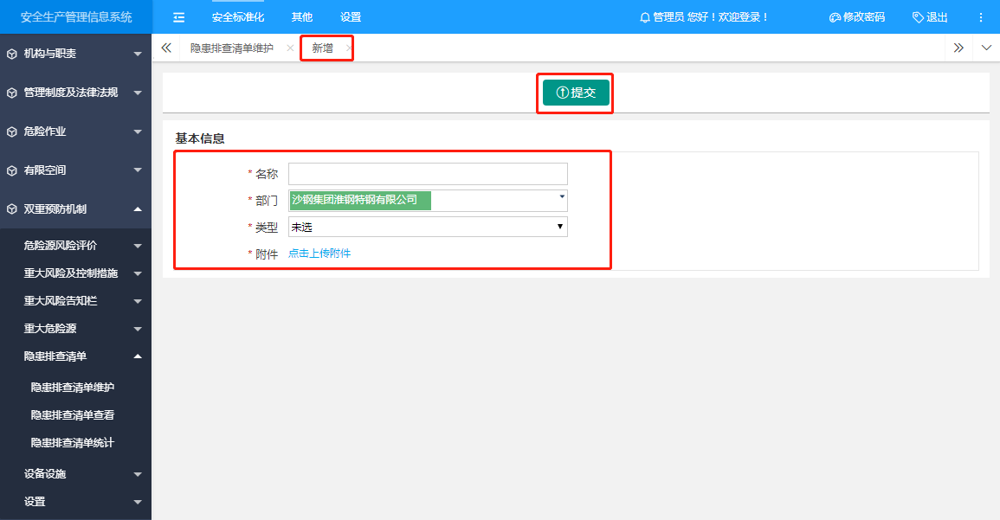 安全生产管理信息系统
安全标准化 其他 设置
管理员 您好！欢迎登录！ 修改密码 退出
机构与职责
管理制度及法律法规
危险作业
有限空间
双重预防机制
危险源风险评价
重大风险及控制措施
重大风险告知栏
重大危险源
隐患排查清单
隐患排查清单维护
隐患排查清单查看
隐患排查清单统计
设备设施
设置
隐患排查清单维护 新增
提交
基本信息
* 名称
* 部门 沙钢集团淮钢特钢有限公司
* 类型 未选
* 附件 点击上传附件